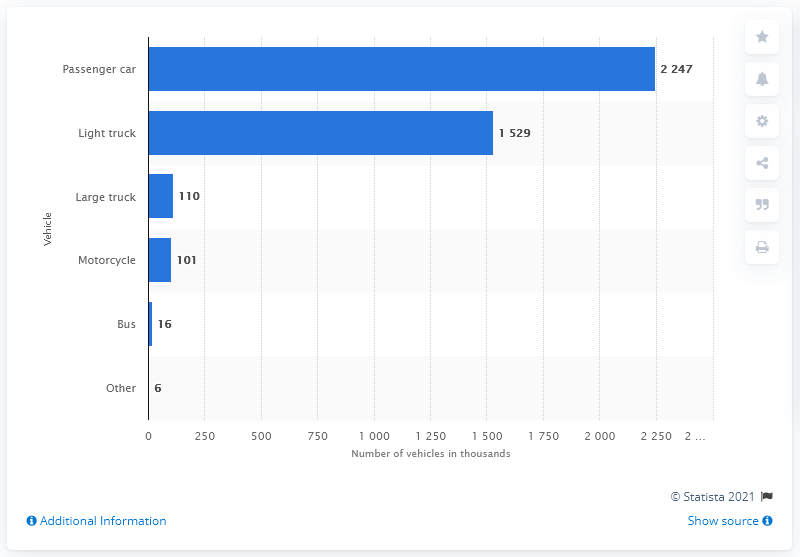 Vehicle
Passenger car 2 247
Light truck 1 529
Large truck 110
Motorcycle 101
Bus 16
Other 6
0 250 500 750 1 000 1 250 1 500 1 750 2 000 2 250 2 ...
Number of vehicles in thousands
© Statista 2021
Additional Information Show source